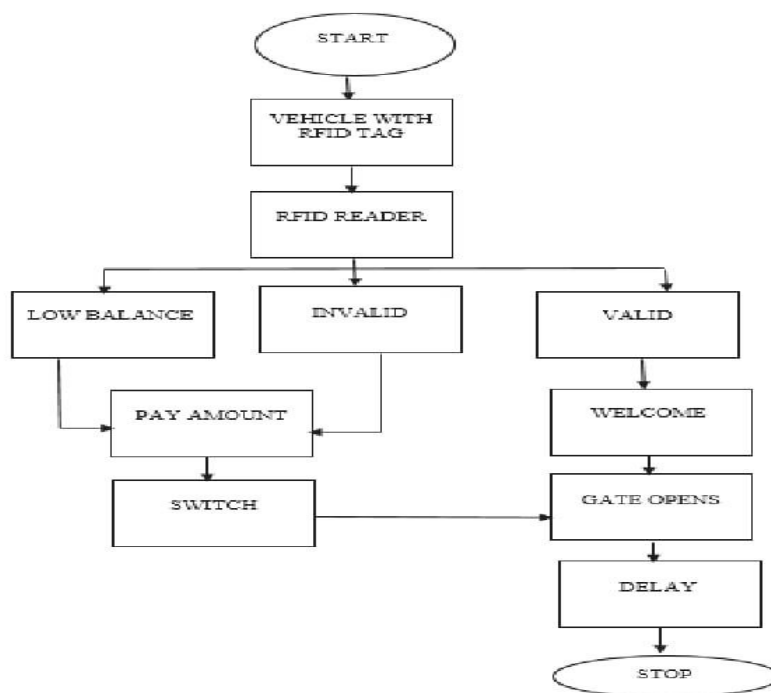 START
VEHICLE WITH
RFID TAG
RFID READER
LOW BALANCE
INVALID
VALID
PAY AMOUNT
WELCOME
SWITCH
GATE OPENS
DELAY
STOP